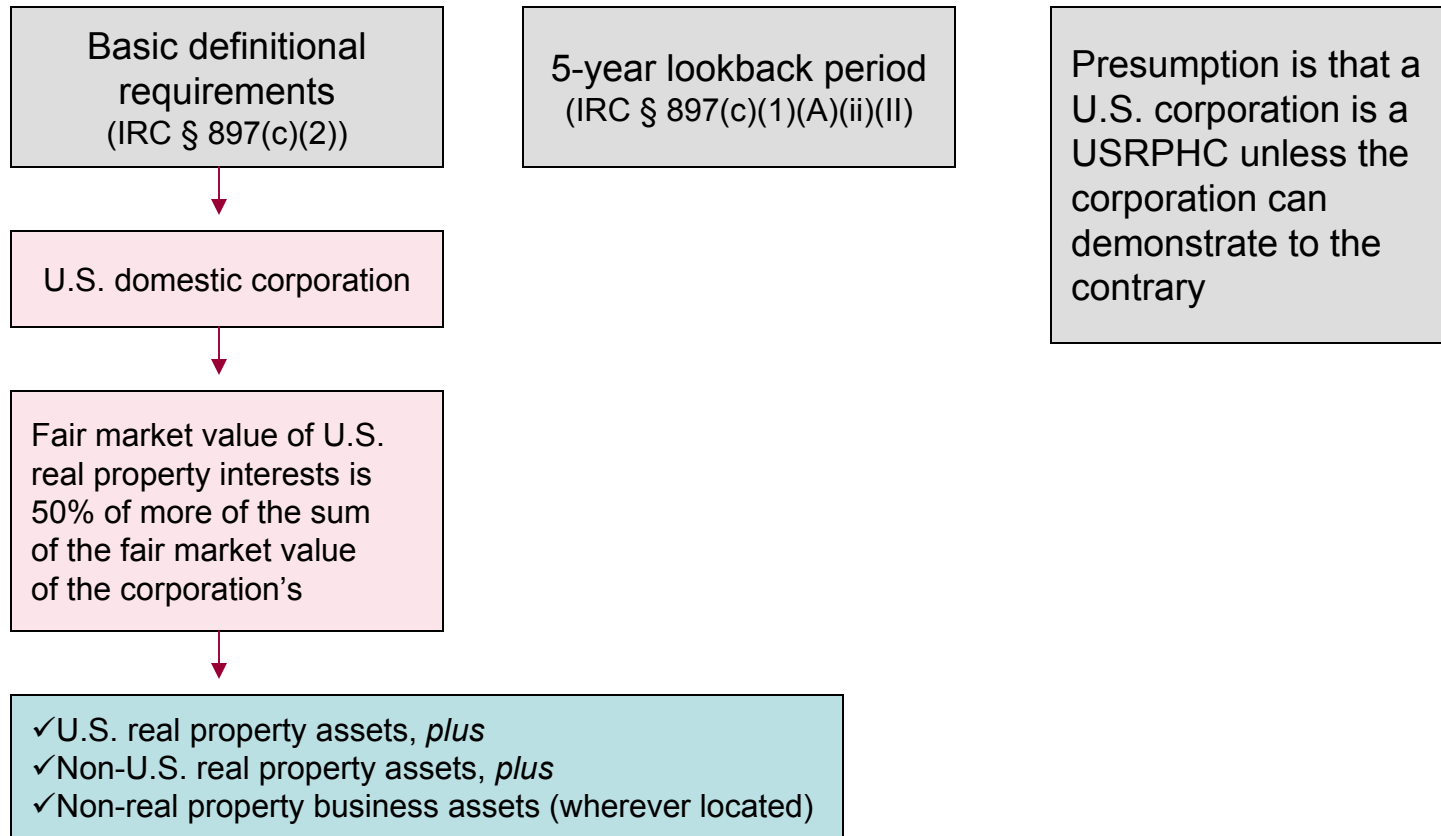 Basic definitional
requirements
(IRC § 897(c)(2))
U.S. domestic corporation
Fair market value of U.S.
real property interests is
50% of more of the sum
of the fair market value
of the corporation's
✓U.S. real property assets, plus
✓Non-U.S. real property assets, plus
✓Non-real property business assets (wherever located)
5-year lookback period
(IRC § 897(c)(1)(A)(ii)(II)
Presumption is that a
U.S. corporation is a
USRPHC unless the
corporation can
demonstrate to the
contrary